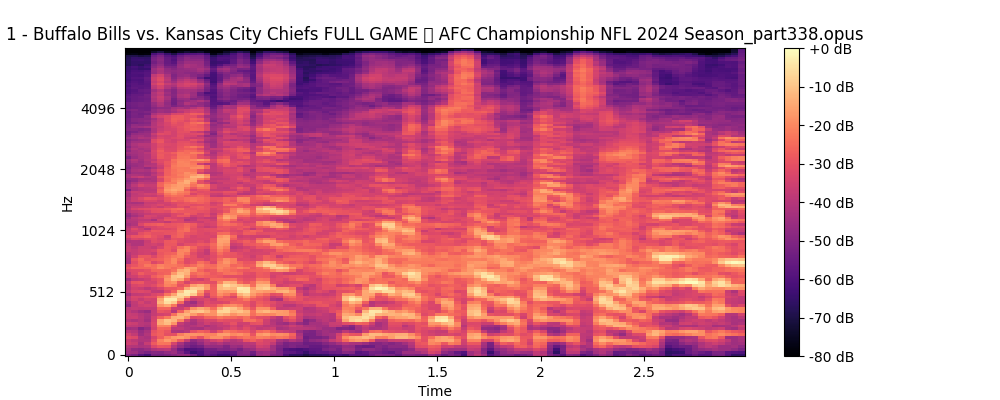 1 - Buffalo Bills vs. Kansas City Chiefs FULL GAME ▯ AFC Championship NFL 2024 Season_part338.opus
Hz
4096
2048
1024
512
0
0
0.5
1
1.5
2
2.5
Time
+0 dB
-10 dB
-20 dB
-30 dB
-40 dB
-50 dB
-60 dB
-70 dB
-80 dB